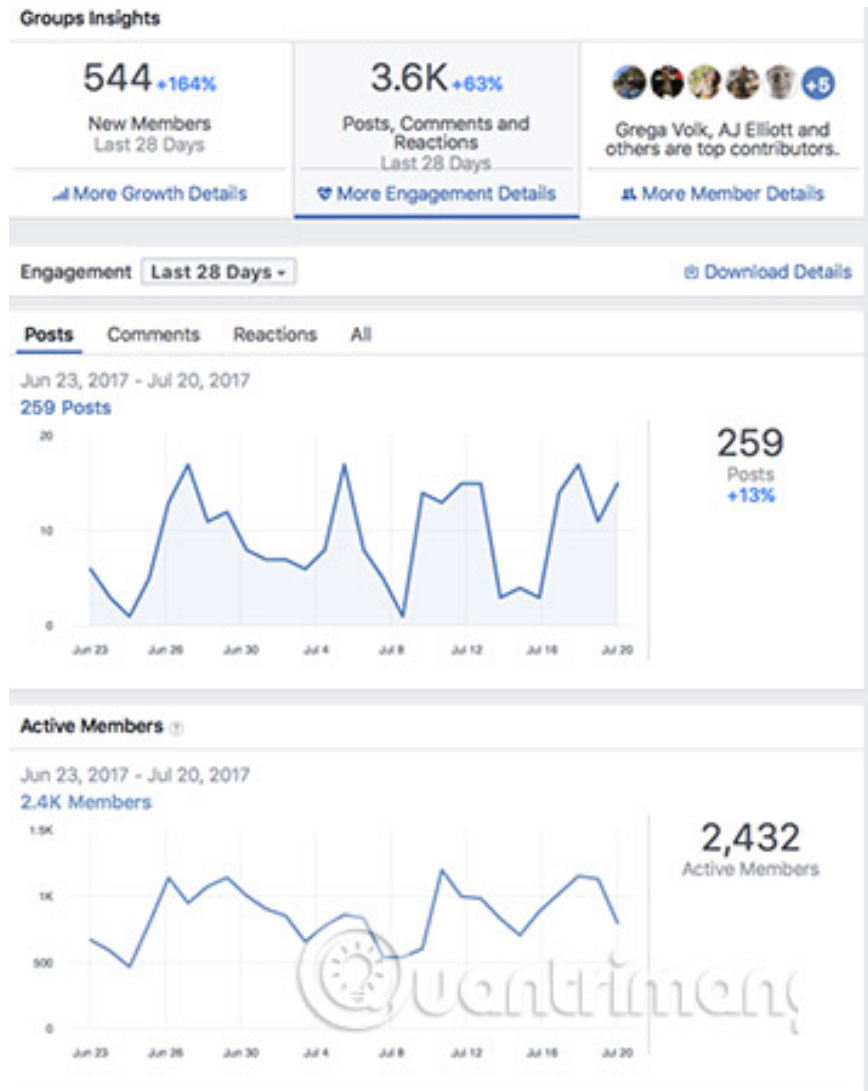 Groups Insights
544 +164%
New Members
Last 28 Days
More Growth Details
3.6K +63%
Posts, Comments and
Reactions
Last 28 Days
More Engagement Details
+5
Grega Volk, AJ Elliott and
others are top contributors.
More Member Details
Engagement Last 28 Days
Download Details
Posts Comments Reactions All
Jun 23, 2017 - Jul 20, 2017
259 Posts
20
10
0
Jun 23 Jun 26 Jun 30 Jul 4 Jul 8 Jul 12 Jul 16 Jul 20
259
Posts
+13%
Active Members ?
Jun 23, 2017 - Jul 20, 2017
2.4K Members
1.5K
1K
500
0
Jun 23 Jun 26 Jun 30 Jul 4 Jul 8 Jul 12 Jul 16 Jul 20
2,432
Active Members
Quantrimang